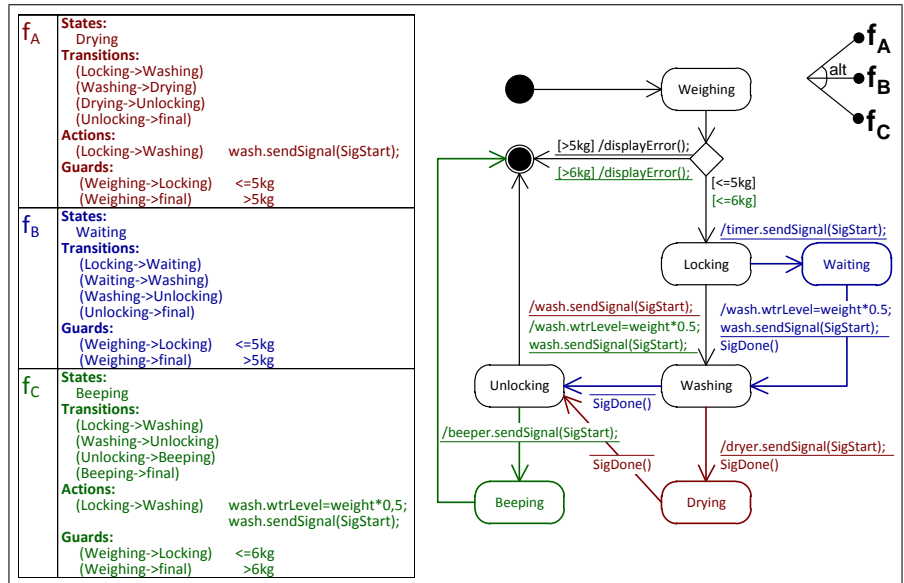 f_A
States:
Drying
Transitions:
(Locking->Washing)
(Washing->Drying)
(Drying->Unlocking)
(Unlocking->final)
Actions:
(Locking->Washing) wash.sendSignal(SigStart);
Guards:
(Weighing->Locking) <=5kg
(Weighing->final) >5kg
f_B
States:
Waiting
Transitions:
(Locking->Waiting)
(Waiting->Washing)
(Washing->Unlocking)
(Unlocking->final)
Guards:
(Weighing->Locking) <=5kg
(Weighing->final) >5kg
f_C
States:
Beeping
Transitions:
(Locking->Washing)
(Washing->Unlocking)
(Unlocking->Beeping)
(Beeping->final)
Actions:
(Locking->Washing) wash.wtrLevel=weight*0,5;
wash.sendSignal(SigStart);
Guards:
(Weighing->Locking) <=6kg
(Weighing->final) >6kg
f_A
alt
f_B
f_C
Weighing
[>5kg] /displayError();
[>6kg] /displayError();
[<=5kg]
[<=6kg]
/timer.sendSignal(SigStart);
Locking
Waiting
/wash.sendSignal(SigStart);
/wash.wtrLevel=weight*0.5;
wash.sendSignal(SigStart);
/wash.wtrLevel=weight*0.5;
wash.sendSignal(SigStart);
SigDone()
Unlocking
Washing
SigDone()
/beeper.sendSignal(SigStart);
/dryer.sendSignal(SigStart);
SigDone()
SigDone()
Beeping
Drying